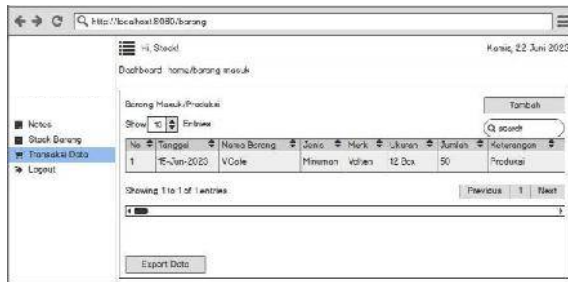 http://localhost:8080/barang
Hi, Stock!
Kamis, 22 Juni 2023
Dashboard home/barang masuk
Barang Masuk/Produksi
Tambah
Show 10 Entries
search
Notes
Stock Barang
Transaksi Data
Logout
No Tanggal Nama Barang Jenis Merk Ukuran Jumlah Keterangan
1 15-Jun-2023 Minuman 12 Box 50 Produksi
Showing 1 to 1 of 1 entries
Previous 1 Next
Export Data